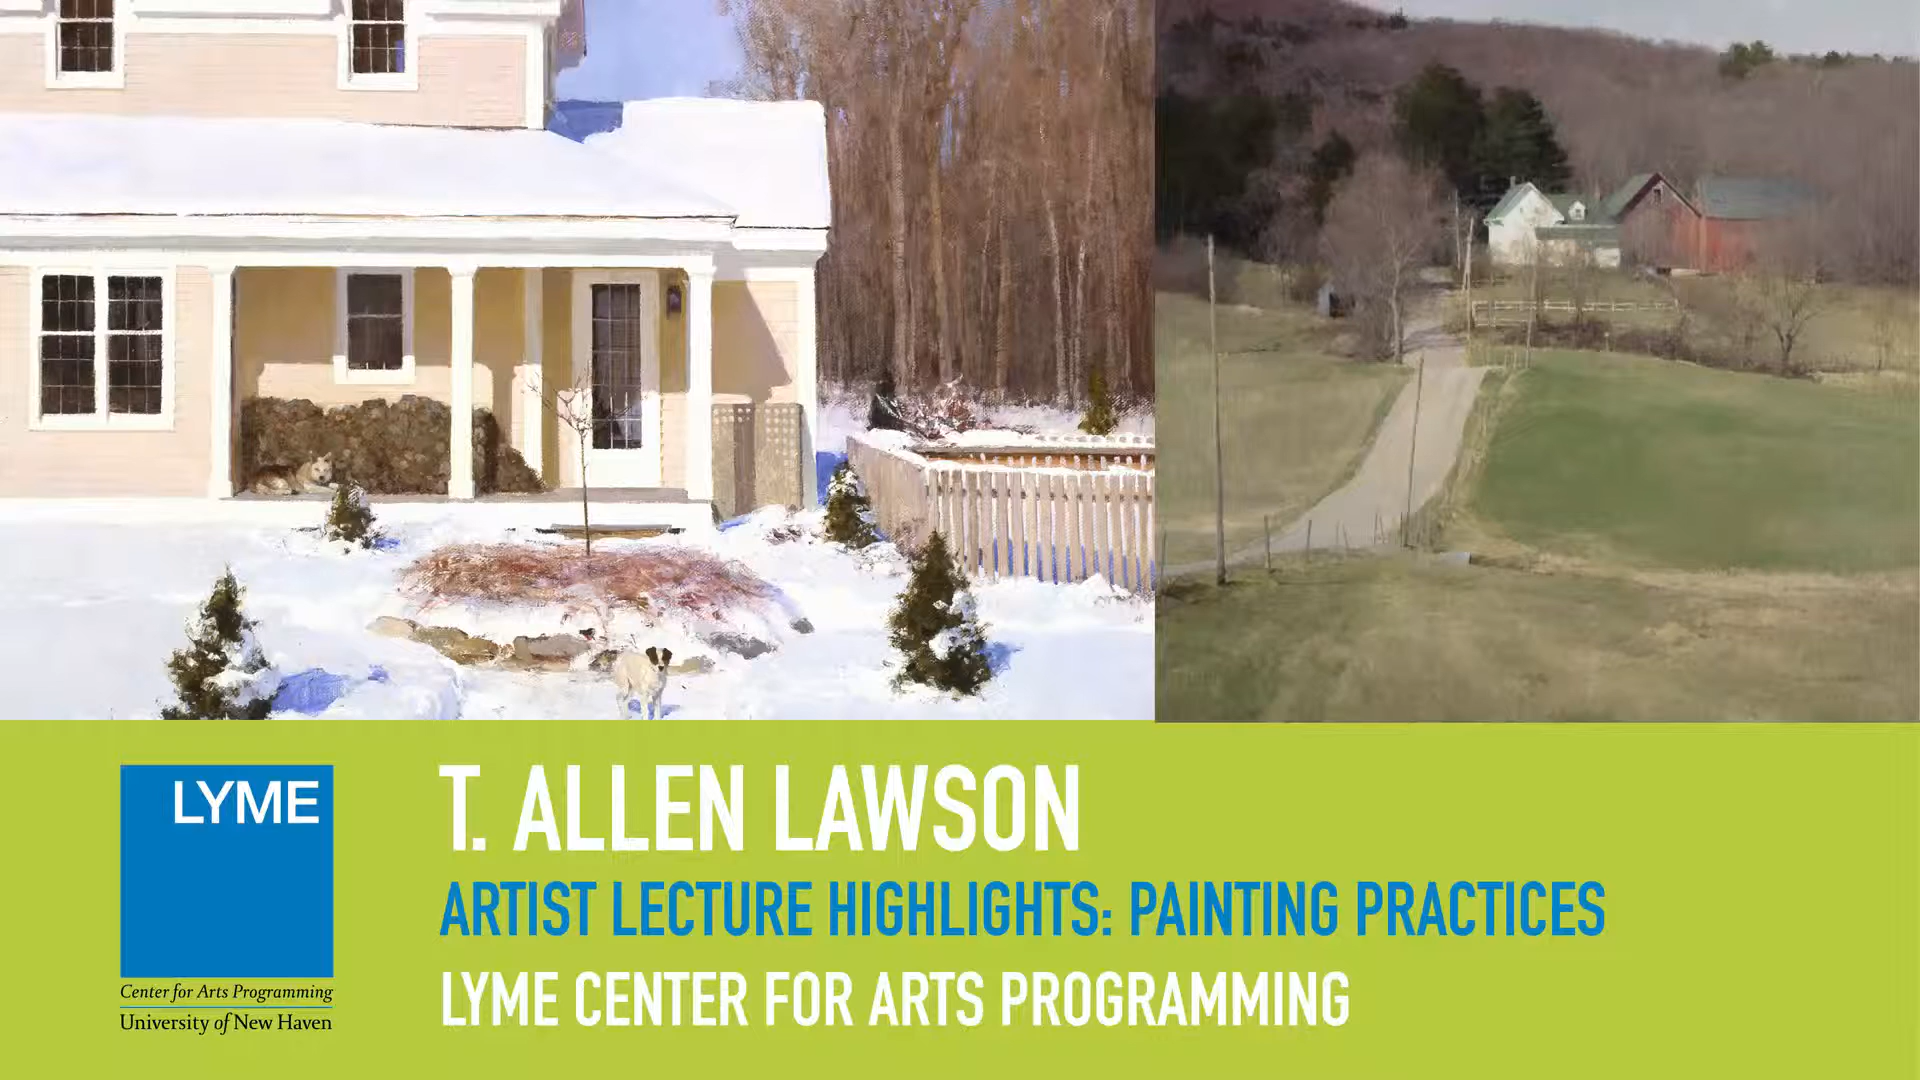 LYME
Center for Arts Programming
University of New Haven
T. ALLEN LAWSON
ARTIST LECTURE HIGHLIGHTS: PAINTING PRACTICES
LYME CENTER FOR ARTS PROGRAMMING